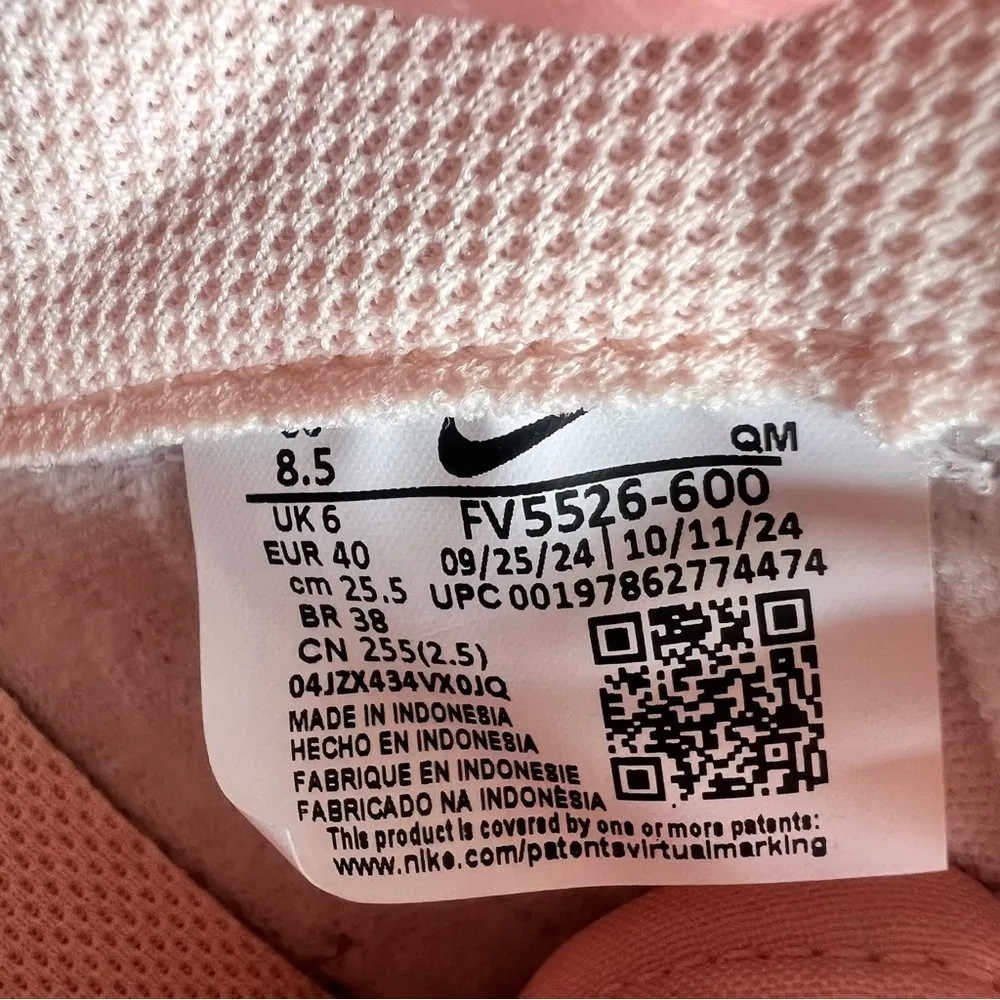 8.5
QM
UK 6
FV5526-600
EUR 40
09/25/24 | 10/11/24
cm 25.5
UPC 00197862774474
BR 38
CN 255(2.5)
04JZX434VX0JQ
MADE IN INDONESIA
HECHO EN INDONESIA
FABRIQUE EN INDONESIE
FABRICADO NA INDONÉSIA
This product is covered by one or more patents:
www.nike.com/patentsvirtualmarking